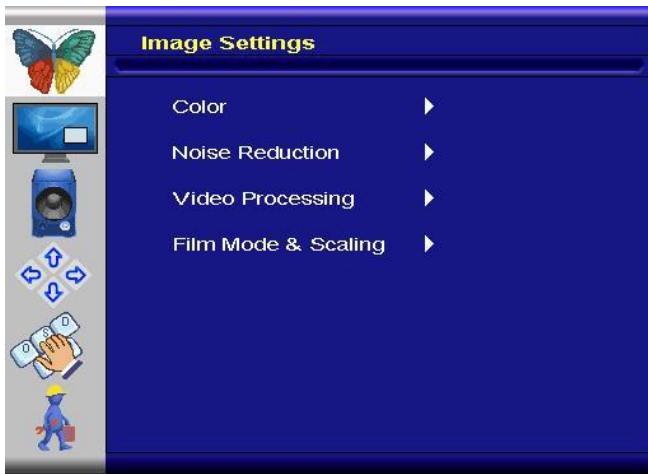 Image Settings
Color
Noise Reduction
Video Processing
Film Mode & Scaling
O S D